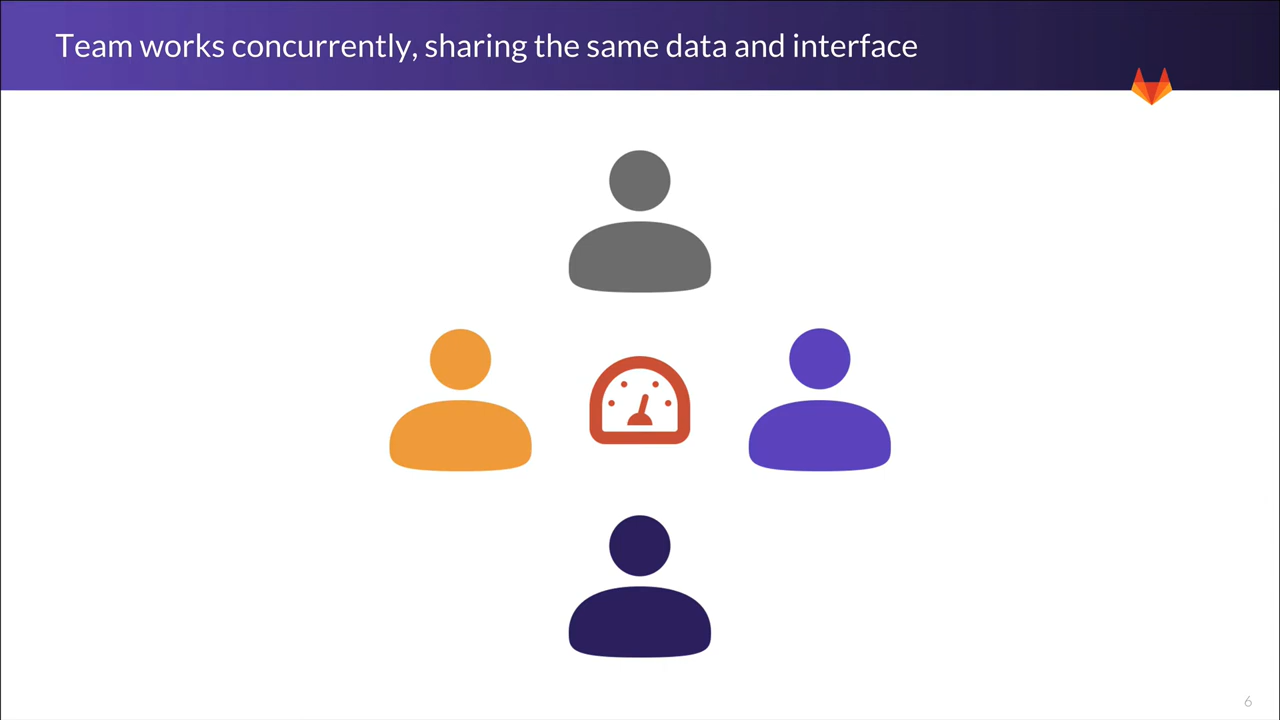 Team works concurrently, sharing the same data and interface
6